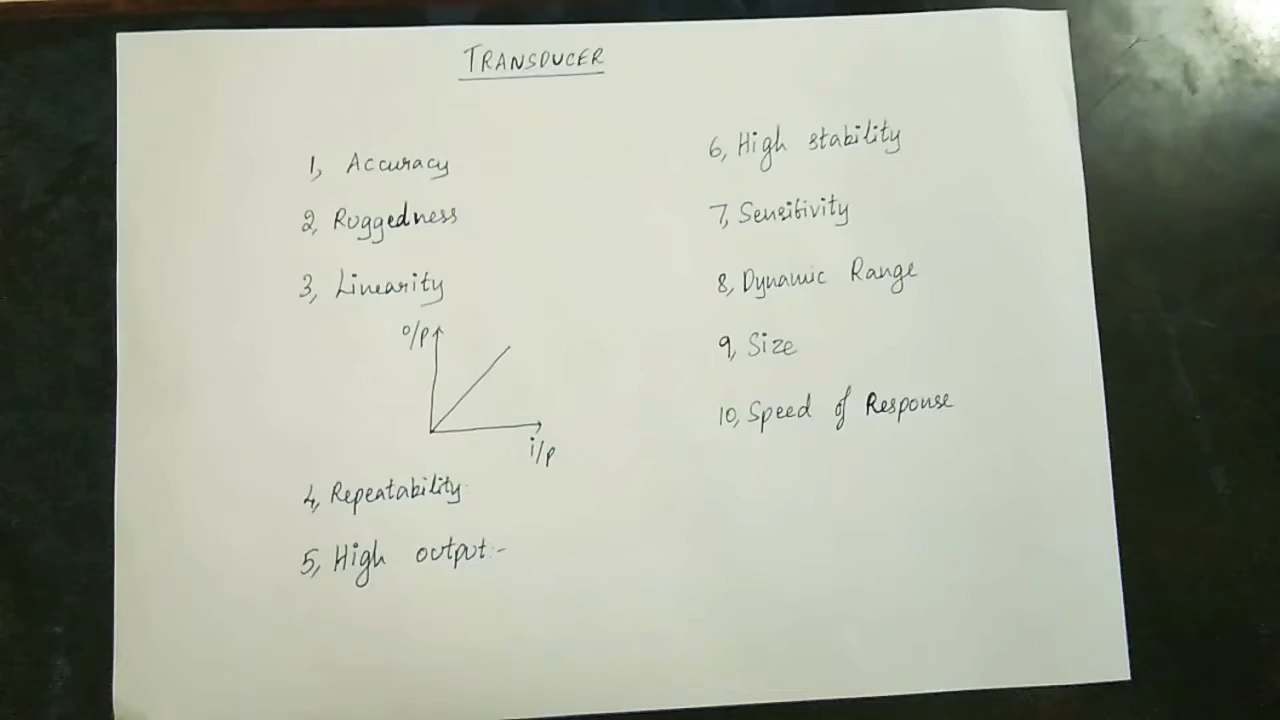 TRANSDUCER
1, Accuracy
2, Ruggedness
3, Linearity
o/p
i/p
4, Repeatability
5, High output:-
6, High stability
7, Sensitivity
8, Dynamic Range
9, Size
10, Speed of Response